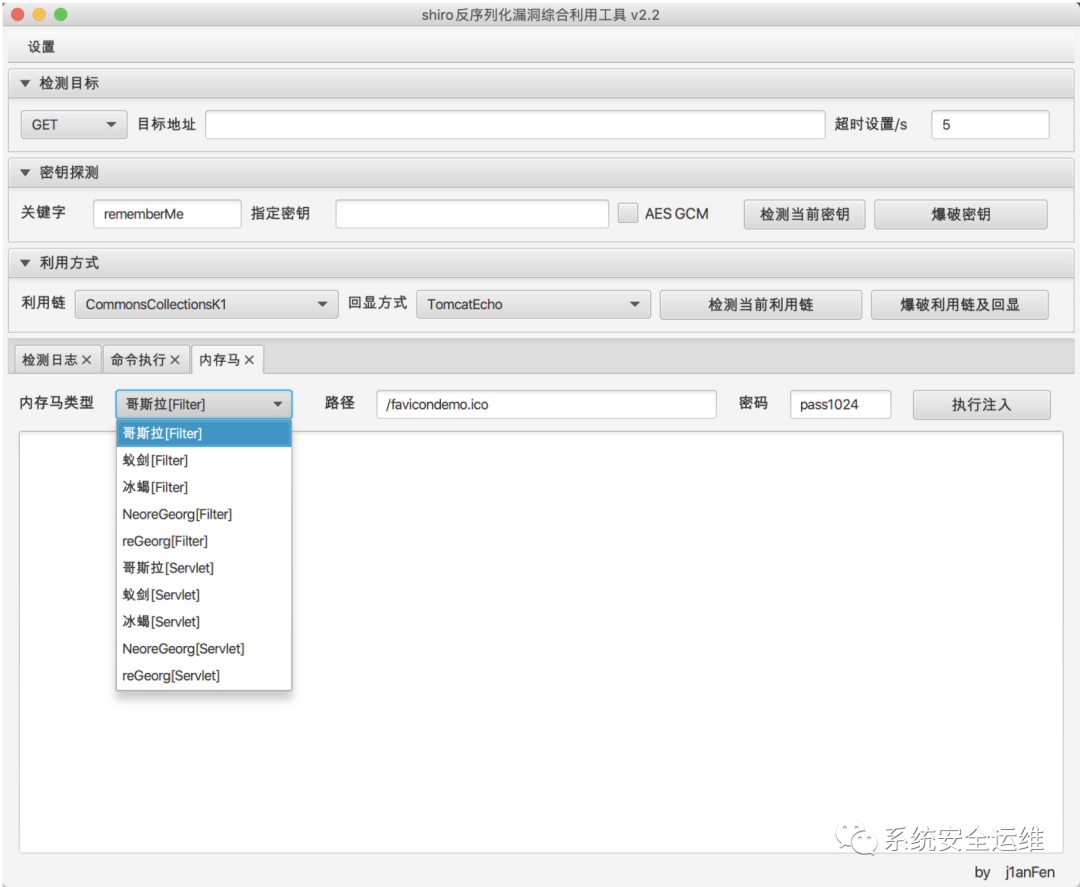 shiro反序列化漏洞综合利用工具 v2.2
设置
检测目标
GET 目标地址 超时设置/s 5
密钥探测
关键字 rememberMe 指定密钥 AES GCM 检测当前密钥 爆破密钥
利用方式
利用链 CommonsCollectionsK1 回显方式 TomcatEcho 检测当前利用链 爆破利用链及回显
检测日志 命令执行 内存马
内存马类型 哥斯拉[Filter] 路径 /favicondemo.ico 密码 pass1024 执行注入
哥斯拉[Filter]
蚁剑[Filter]
冰蝎[Filter]
NeoreGeorg[Filter]
reGeorg[Filter]
哥斯拉[Servlet]
蚁剑[Servlet]
冰蝎[Servlet]
NeoreGeorg[Servlet]
reGeorg[Servlet]
系统安全运维
by j1anFen